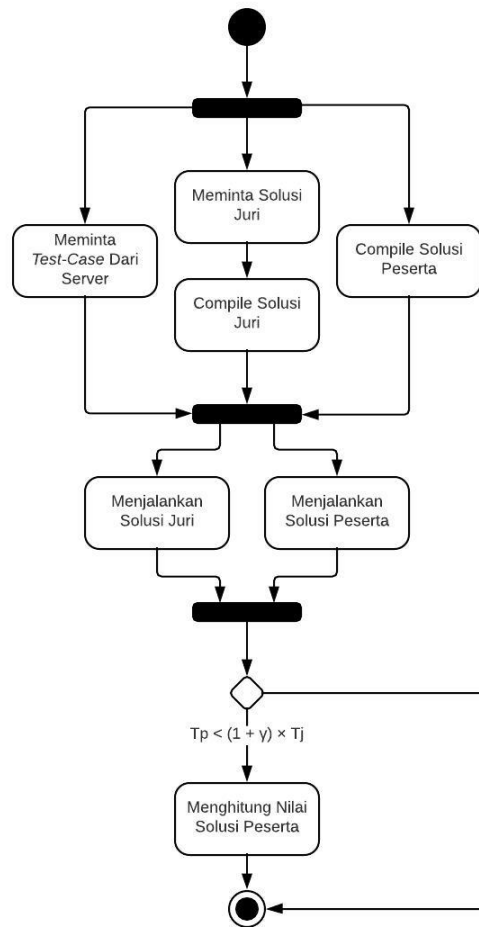 Meminta Solusi
Juri
Meminta
Test-Case Dari
Server
Compile Solusi
Peserta
Compile Solusi
Juri
Menjalankan
Solusi Juri
Menjalankan
Solusi Peserta
Tp < (1 + γ) × Tj
Menghitung Nilai
Solusi Peserta